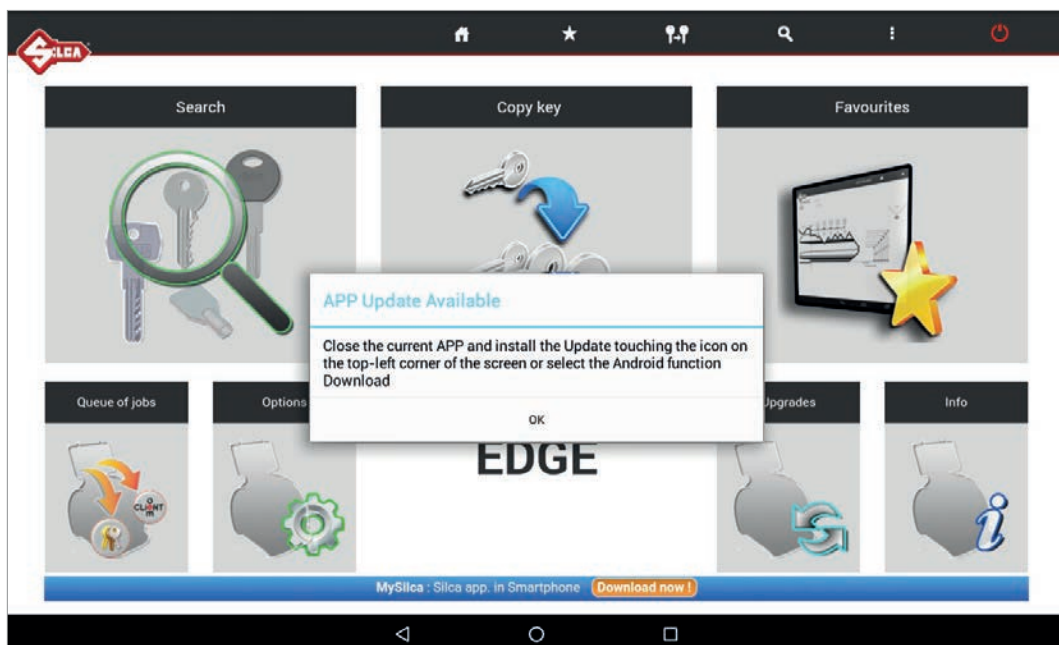 SILCA
Search
Copy key
Favourites
APP Update Available
Close the current APP and install the Update touching the icon on
the top-left corner of the screen or select the Android function
Download
OK
Queue of jobs
Options
Upgrades
Info
CLIENT
EDGE
MySilca : Silca app. in Smartphone Download now !